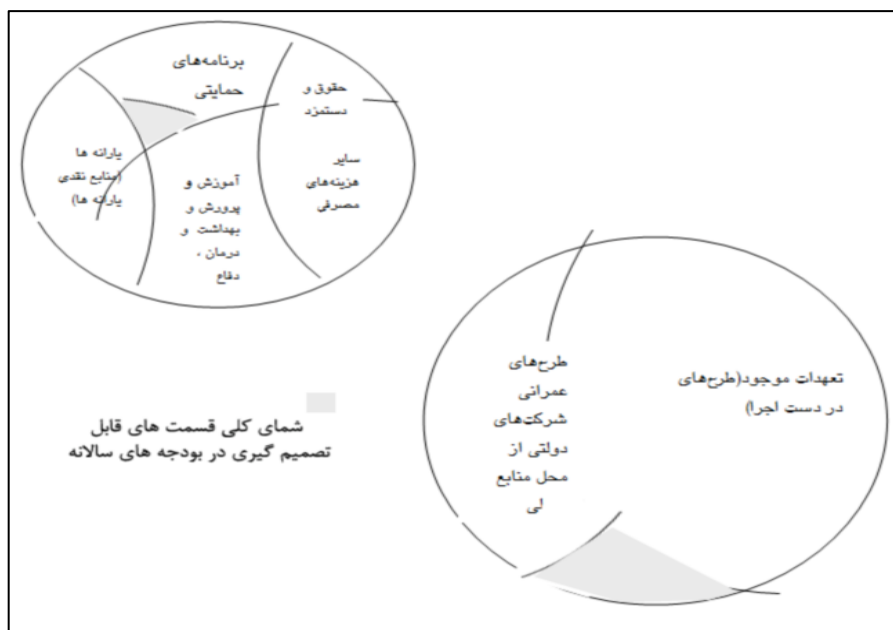 برنامه‌های
حمایتی
حقوق و
دستمزد
سایر
هزینه‌های
مصرفی
یارانه ها
(منابع نقدی
یارانه ها)
آموزش و
پرورش و
بهداشت و
درمان ،
دفاع
طرح‌های
عمرانی
شرکت‌های
دولتی از
محل منابع
لی
تعهدات موجود(طرح‌های
در دست اجرا)
شمای کلی قسمت های قابل
تصمیم گیری در بودجه های سالانه